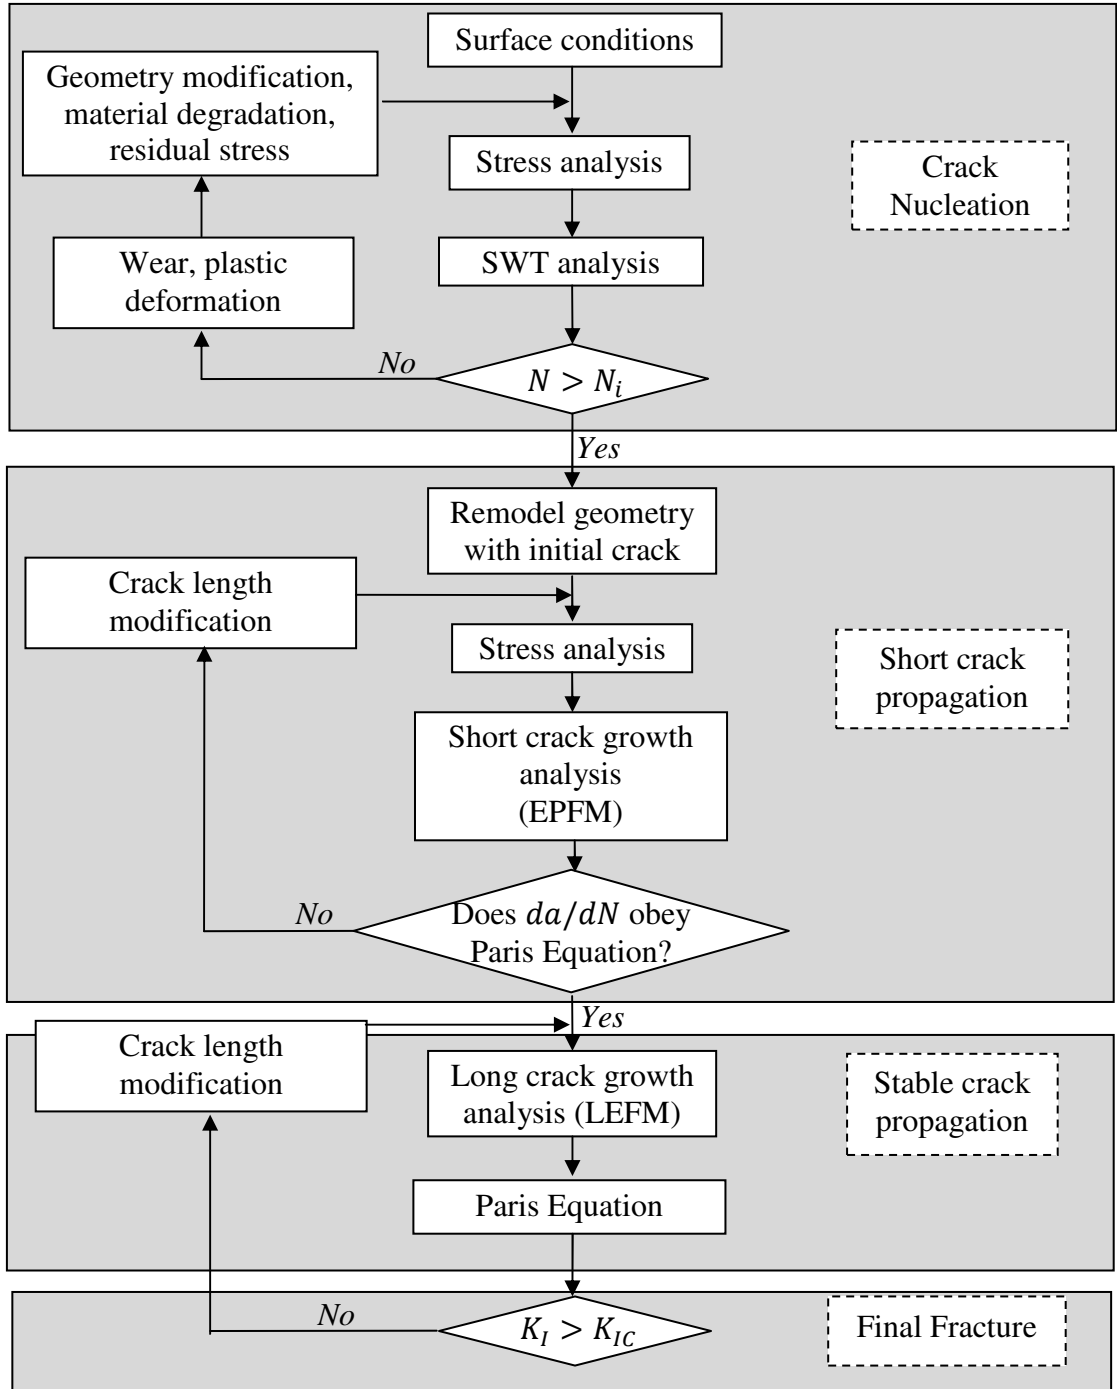 Surface conditions
Geometry modification,
material degradation,
residual stress
Stress analysis
Crack
Nucleation
Wear, plastic
deformation
SWT analysis
No
N > Nᵢ
Yes
Remodel geometry
with initial crack
Crack length
modification
Stress analysis
Short crack
propagation
Short crack growth
analysis
(EPFM)
No
Does da/dN obey
Paris Equation?
Yes
Crack length
modification
Long crack growth
analysis (LEFM)
Stable crack
propagation
Paris Equation
No
K_I > K_IC
Final Fracture